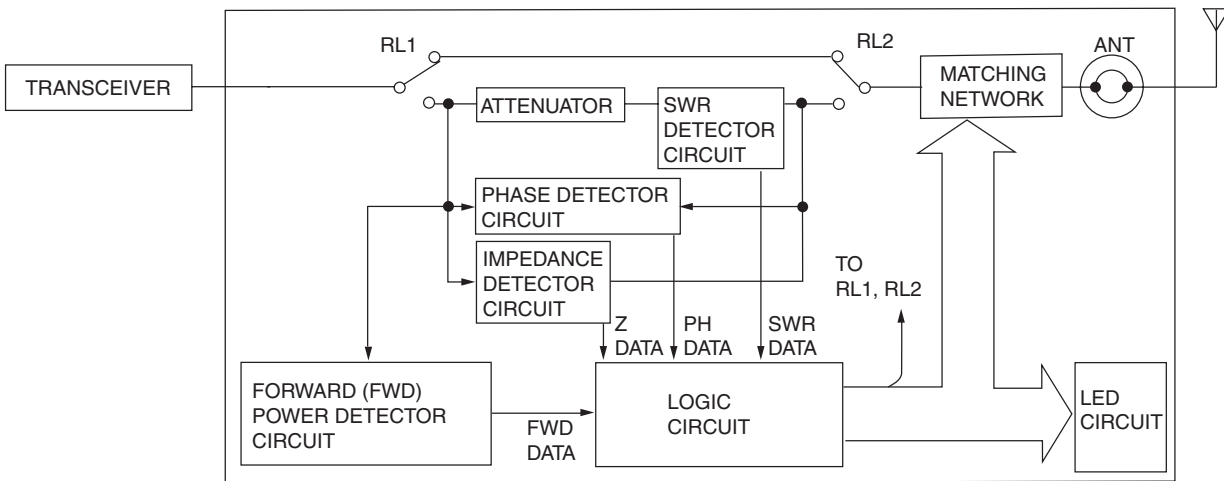 RL1
RL2
ANT
TRANSCEIVER
MATCHING
NETWORK
ATTENUATOR
SWR
DETECTOR
CIRCUIT
PHASE DETECTOR
CIRCUIT
IMPEDANCE
DETECTOR
CIRCUIT
TO
RL1, RL2
Z
DATA
PH
DATA
SWR
DATA
FORWARD (FWD)
POWER DETECTOR
CIRCUIT
FWD
DATA
LOGIC
CIRCUIT
LED
CIRCUIT